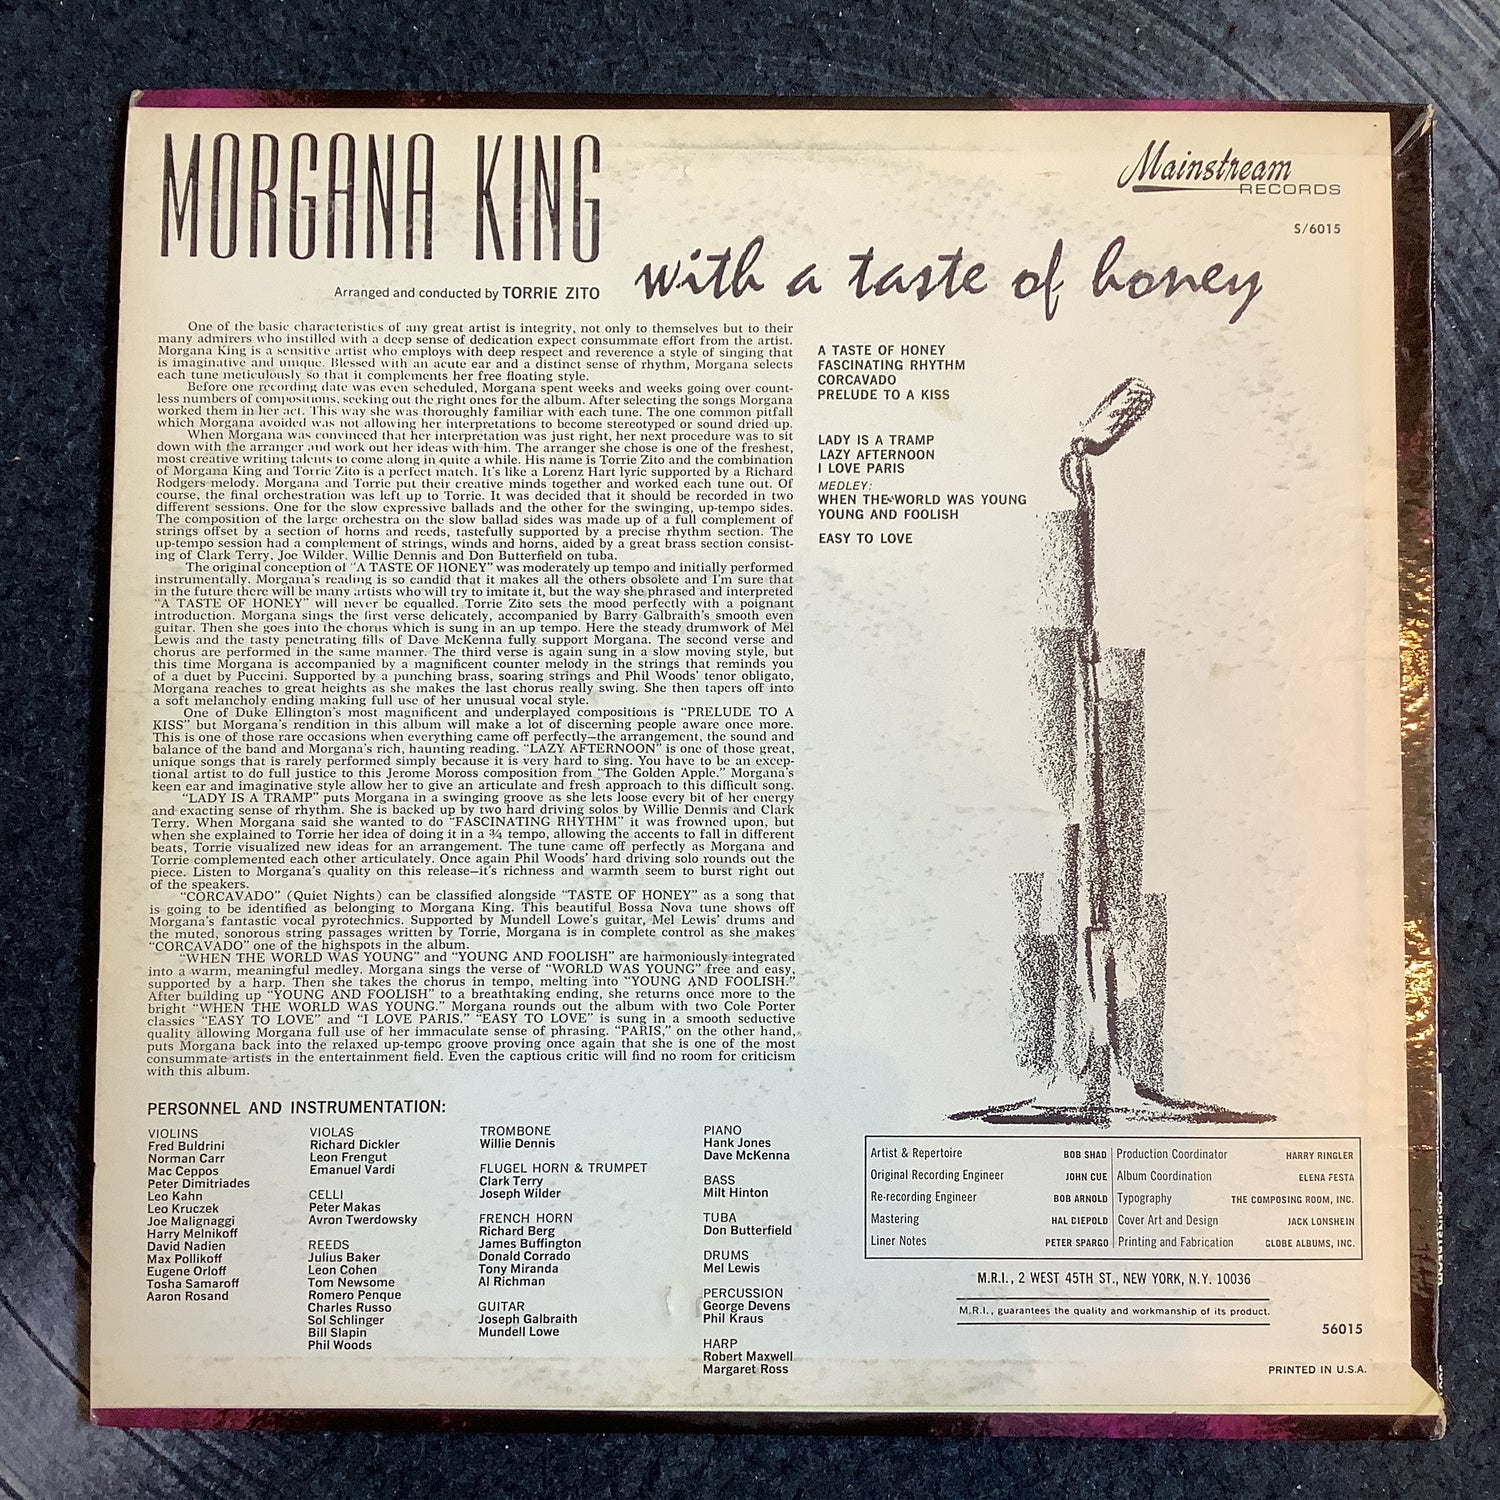 MORGANA KING
Mainstream
RECORDS
S/6015
with a taste of honey
Arranged and conducted by TORRIE ZITO
One of the basic characteristics of any great artist is integrity, not only to themselves but to their
many admirers who instilled with a deep sense of dedication expect consummate effort from the artist.
Morgana King is a sensitive artist who employs with deep respect and reverence a style of singing that
is imaginative and unique. Blessed with an acute ear and a distinct sense of rhythm, Morgana selects
each tune meticulously so that it complements her free floating style.
Before one recording date was even scheduled, Morgana spent weeks and weeks going over count-
less numbers of compositions, seeking out the right ones for the album. After selecting the songs Morgana
worked them in her act. This way she was thoroughly familiar with each tune. The one common pitfall
which Morgana avoided was not allowing her interpretations to become stereotyped or sound dried up.
When Morgana was convinced that her interpretation was just right, her next procedure was to sit
down with the arranger and work out her ideas with him. The arranger she chose is one of the freshest,
most creative writing talents to come along in quite a while. His name is Torrie Zito and the combination
of Morgana King and Torrie Zito is a perfect match. It's like a Lorenz Hart lyric supported by a Richard
Rodgers melody. Morgana and Torrie put their creative minds together and worked each tune out. Of
course, the final orchestration was left up to Torrie. It was decided that it should be recorded in two
different sessions. One for the slow expressive ballads and the other for the swinging, up-tempo sides.
The composition of the large orchestra on the slow ballad sides was made up of a full complement of
strings offset by a section of horns and reeds, tastefully supported by a precise rhythm section. The
up-tempo session had a complement of strings, winds and horns, aided by a great brass section consist-
ing of Clark Terry, Joe Wilder, Willie Dennis and Don Butterfield on tuba.
The original conception of "A TASTE OF HONEY" was moderately up tempo and initially performed
instrumentally. Morgana's reading is so candid that it makes all the others obsolete and I'm sure that
in the future there will be many artists who will try to imitate it, but the way she phrased and interpreted
"A TASTE OF HONEY" will never be equalled. Torrie Zito sets the mood perfectly with a poignant
introduction. Morgana sings the first verse delicately, accompanied by Barry Galbraith's smooth even
guitar. Then she goes into the chorus which is sung in an up tempo. Here the steady drumwork of Mel
Lewis and the tasty penetrating fills of Dave McKenna fully support Morgana. The second verse and
chorus are performed in the same manner. The third verse is again sung in a slow moving style, but
this time Morgana is accompanied by a magnificent counter melody in the strings that reminds you
of a duet by Puccini. Supported by a punching brass, soaring strings and Phil Woods' tenor obligato,
Morgana reaches to great heights as she makes the last chorus really swing. She then tapers off into
a soft melancholy ending making full use of her unusual vocal style.
One of Duke Ellington's most magnificent and underplayed compositions is "PRELUDE TO A
KISS" but Morgana's rendition in this album will make a lot of discerning people aware once more.
This is one of those rare occasions when everything came off perfectly—the arrangement, the sound and
balance of the band and Morgana's rich, haunting reading. "LAZY AFTERNOON" is one of those great,
unique songs that is rarely performed simply because it is very hard to sing. You have to be an excep-
tional artist to do full justice to this Jerome Moross composition from "The Golden Apple." Morgana's
keen ear and imaginative style allow her to give an articulate and fresh approach to this difficult song.
"LADY IS A TRAMP" puts Morgana in a swinging groove as she lets loose every bit of her energy
and exacting sense of rhythm. She is backed up by two hard driving solos by Willie Dennis and Clark
Terry. When Morgana said she wanted to do "FASCINATING RHYTHM" it was frowned upon, but
when she explained to Torrie her idea of doing it in a ¾ tempo, allowing the accents to fall in different
beats, Torrie visualized new ideas for an arrangement. The tune came off perfectly as Morgana and
Torrie complemented each other articulately. Once again Phil Woods' hard driving solo rounds out the
piece. Listen to Morgana's quality on this release—it's richness and warmth seem to burst right out
of the speakers.
"CORCAVADO" (Quiet Nights) can be classified alongside "TASTE OF HONEY" as a song that
is going to be identified as belonging to Morgana King. This beautiful Bossa Nova tune shows off
Morgana's fantastic vocal pyrotechnics. Supported by Mundell Lowe's guitar, Mel Lewis' drums and
the muted, sonorous string passages written by Torrie, Morgana is in complete control as she makes
"CORCAVADO" one of the highspots in the album.
"WHEN THE WORLD WAS YOUNG" and "YOUNG AND FOOLISH" are harmoniously integrated
into a warm, meaningful medley. Morgana sings the verse of "WORLD WAS YOUNG" free and easy,
supported by a harp. Then she takes the chorus in tempo, melting into "YOUNG AND FOOLISH."
After building up "YOUNG AND FOOLISH" to a breathtaking ending, she returns once more to the
bright "WHEN THE WORLD WAS YOUNG." Morgana rounds out the album with two Cole Porter
classics "EASY TO LOVE" and "I LOVE PARIS." "EASY TO LOVE" is sung in a smooth seductive
quality allowing Morgana full use of her immaculate sense of phrasing. "PARIS," on the other hand,
puts Morgana back into the relaxed up-tempo groove proving once again that she is one of the most
consummate artists in the entertainment field. Even the captious critic will find no room for criticism
with this album.
A TASTE OF HONEY
FASCINATING RHYTHM
CORCAVADO
PRELUDE TO A KISS
LADY IS A TRAMP
LAZY AFTERNOON
I LOVE PARIS
MEDLEY:
WHEN THE WORLD WAS YOUNG
YOUNG AND FOOLISH
EASY TO LOVE
PERSONNEL AND INSTRUMENTATION:
VIOLINS
Fred Buldrini
Norman Carr
Mac Ceppos
Peter Dimitriades
Leo Kahn
Leo Kruczek
Joe Malignaggi
Harry Melnikoff
David Nadien
Max Pollikoff
Eugene Orloff
Tosha Samaroff
Aaron Rosand
VIOLAS
Richard Dickler
Leon Frengut
Emanuel Vardi
CELLI
Peter Makas
Avron Twerdowsky
REEDS
Julius Baker
Leon Cohen
Tom Newsome
Romero Penque
Charles Russo
Sol Schlinger
Bill Slapin
Phil Woods
TROMBONE
Willie Dennis
FLUGEL HORN & TRUMPET
Clark Terry
Joseph Wilder
FRENCH HORN
Richard Berg
James Buffington
Donald Corrado
Tony Miranda
Al Richman
GUITAR
Joseph Galbraith
Mundell Lowe
PIANO
Hank Jones
Dave McKenna
BASS
Milt Hinton
TUBA
Don Butterfield
DRUMS
Mel Lewis
PERCUSSION
George Devens
Phil Kraus
HARP
Robert Maxwell
Margaret Ross
Artist & Repertoire BOB SHAD
Original Recording Engineer JOHN CUE
Re-recording Engineer BOB ARNOLD
Mastering HAL DIEPOLD
Liner Notes PETER SPARGO
Production Coordinator HARRY RINGLER
Album Coordination ELENA FESTA
Typography THE COMPOSING ROOM, INC.
Cover Art and Design JACK LONSHEIN
Printing and Fabrication GLOBE ALBUMS, INC.
M.R.I., 2 WEST 45TH ST., NEW YORK, N.Y. 10036
M.R.I., guarantees the quality and workmanship of its product.
56015
PRINTED IN U.S.A.